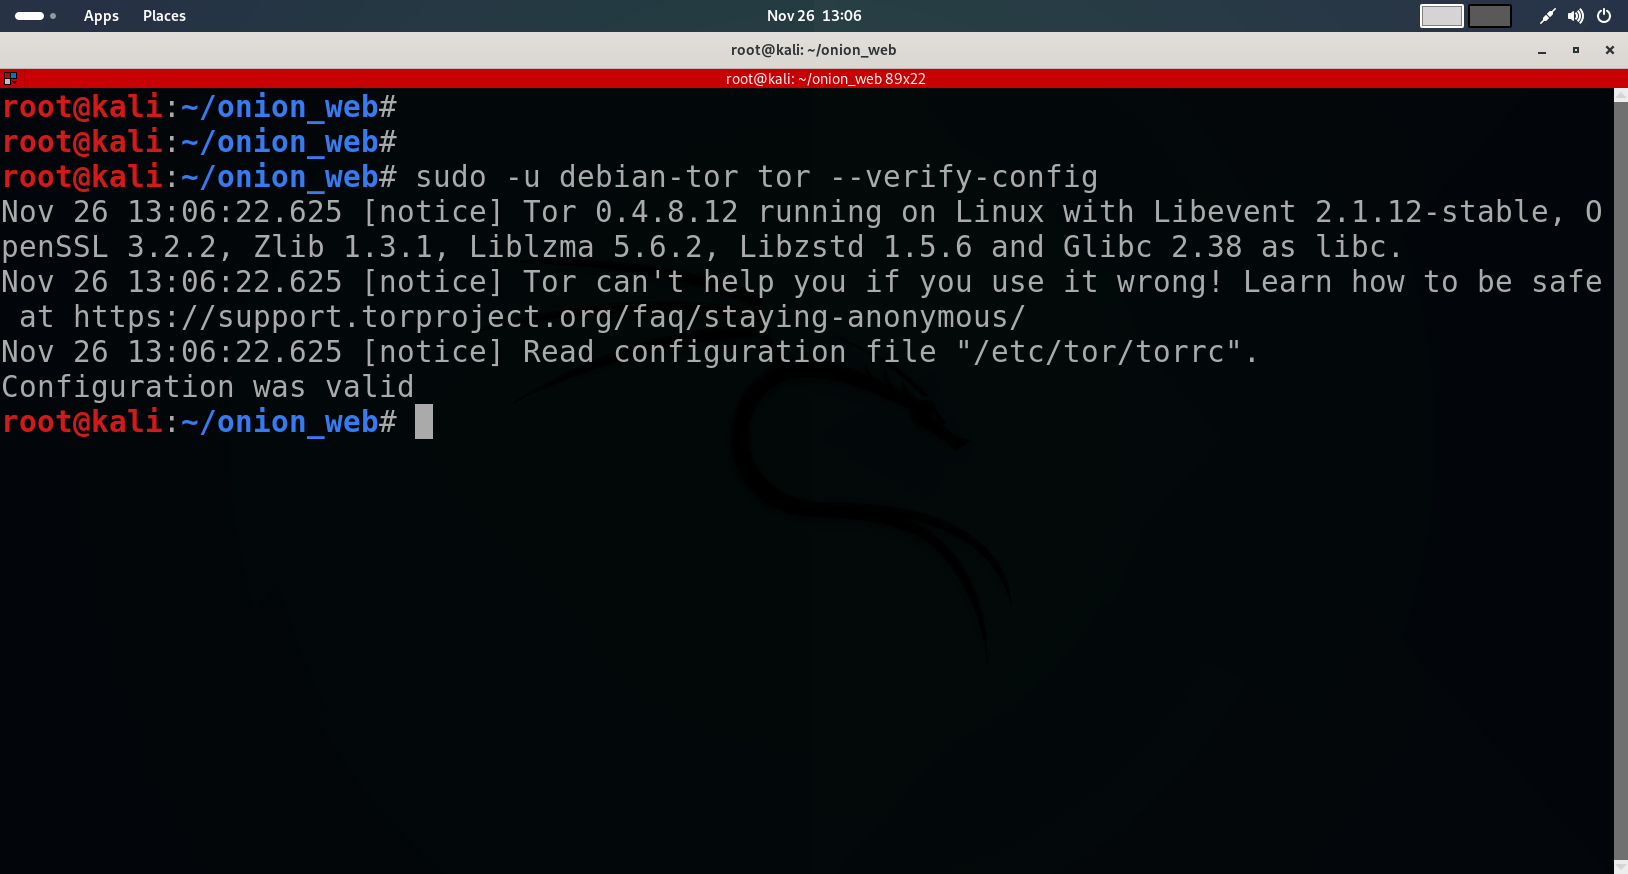 Apps Places Nov 26 13:06
root@kali: ~/onion_web
root@kali: ~/onion_web 89x22
root@kali:~/onion_web#
root@kali:~/onion_web#
root@kali:~/onion_web# sudo -u debian-tor tor --verify-config
Nov 26 13:06:22.625 [notice] Tor 0.4.8.12 running on Linux with Libevent 2.1.12-stable, O
penSSL 3.2.2, Zlib 1.3.1, Liblzma 5.6.2, Libzstd 1.5.6 and Glibc 2.38 as libc.
Nov 26 13:06:22.625 [notice] Tor can't help you if you use it wrong! Learn how to be safe
 at https://support.torproject.org/faq/staying-anonymous/
Nov 26 13:06:22.625 [notice] Read configuration file "/etc/tor/torrc".
Configuration was valid
root@kali:~/onion_web#